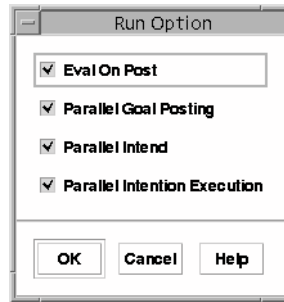 Run Option
Eval On Post
Parallel Goal Posting
Parallel Intend
Parallel Intention Execution
OK
Cancel
Help